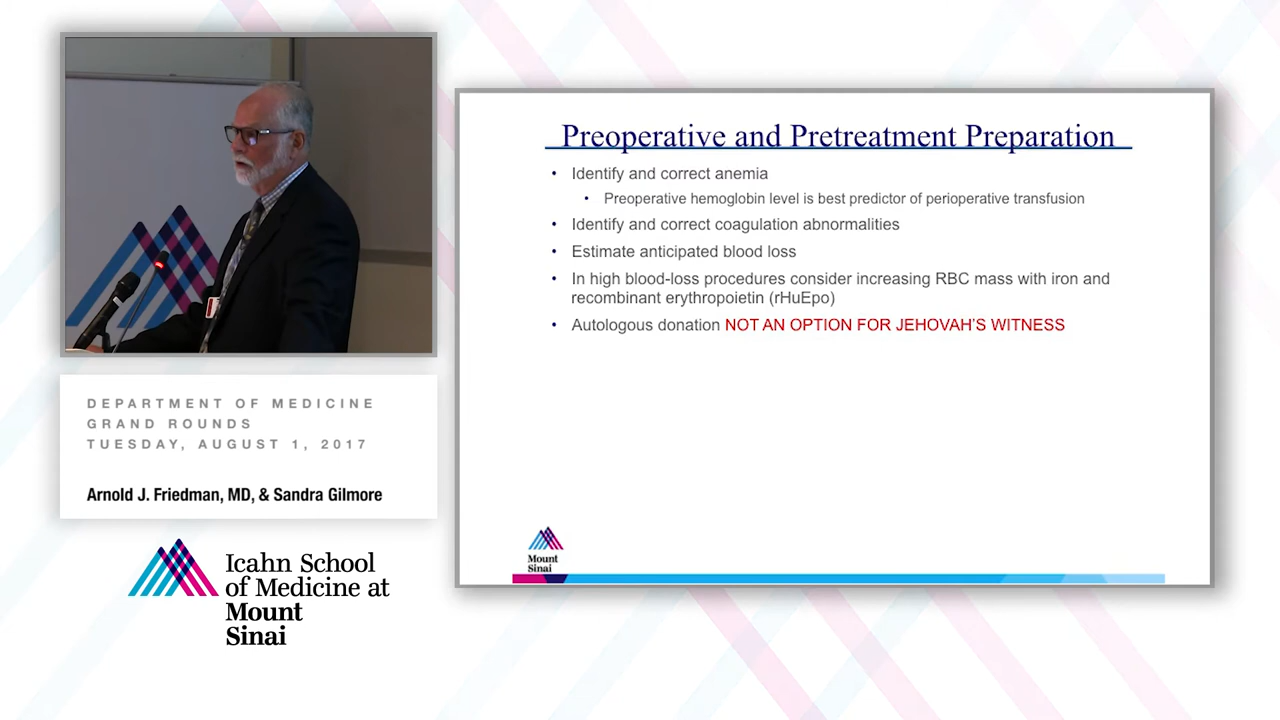 Preoperative and Pretreatment Preparation
• Identify and correct anemia
• Preoperative hemoglobin level is best predictor of perioperative transfusion
• Identify and correct coagulation abnormalities
• Estimate anticipated blood loss
• In high blood-loss procedures consider increasing RBC mass with iron and
recombinant erythropoietin (rHuEpo)
• Autologous donation NOT AN OPTION FOR JEHOVAH'S WITNESS
Mount
Sinai
DEPARTMENT OF MEDICINE
GRAND ROUNDS
TUESDAY, AUGUST 1, 2017
Arnold J. Friedman, MD, & Sandra Gilmore
Icahn School
of Medicine at
Mount
Sinai